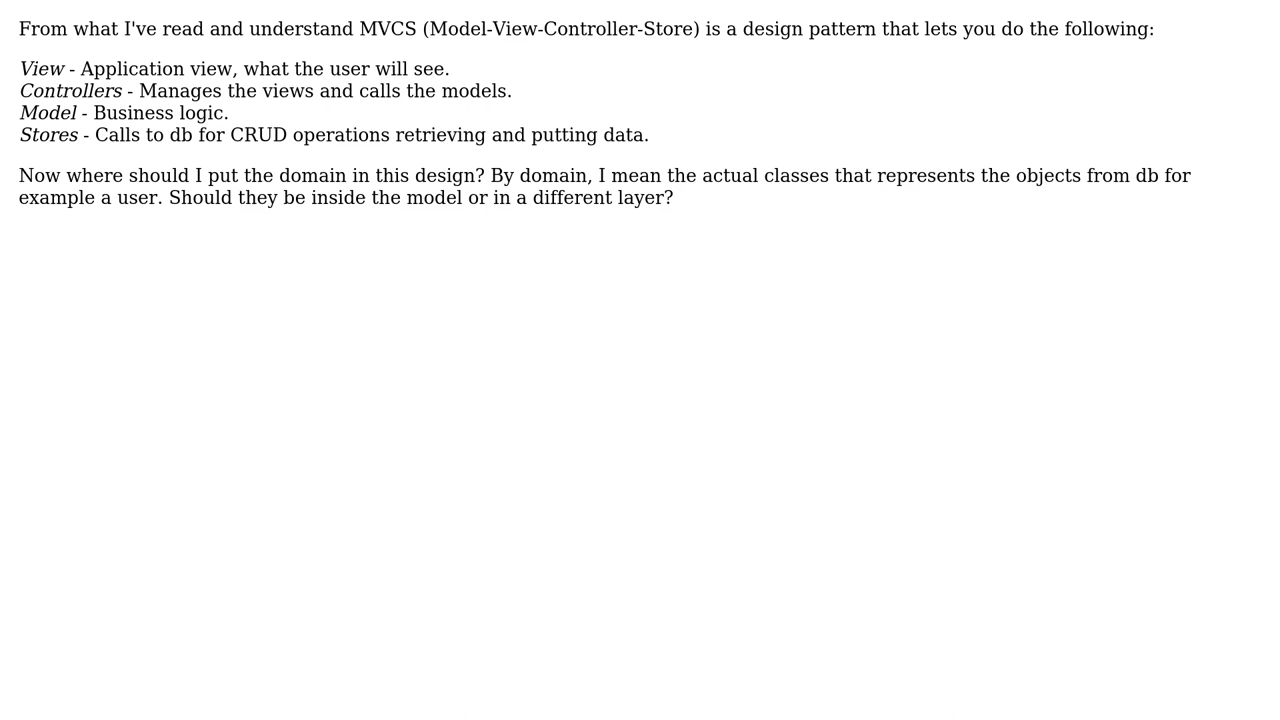 From what I've read and understand MVCS (Model-View-Controller-Store) is a design pattern that lets you do the following:
View - Application view, what the user will see.
Controllers - Manages the views and calls the models.
Model - Business logic.
Stores - Calls to db for CRUD operations retrieving and putting data.
Now where should I put the domain in this design? By domain, I mean the actual classes that represents the objects from db for
example a user. Should they be inside the model or in a different layer?